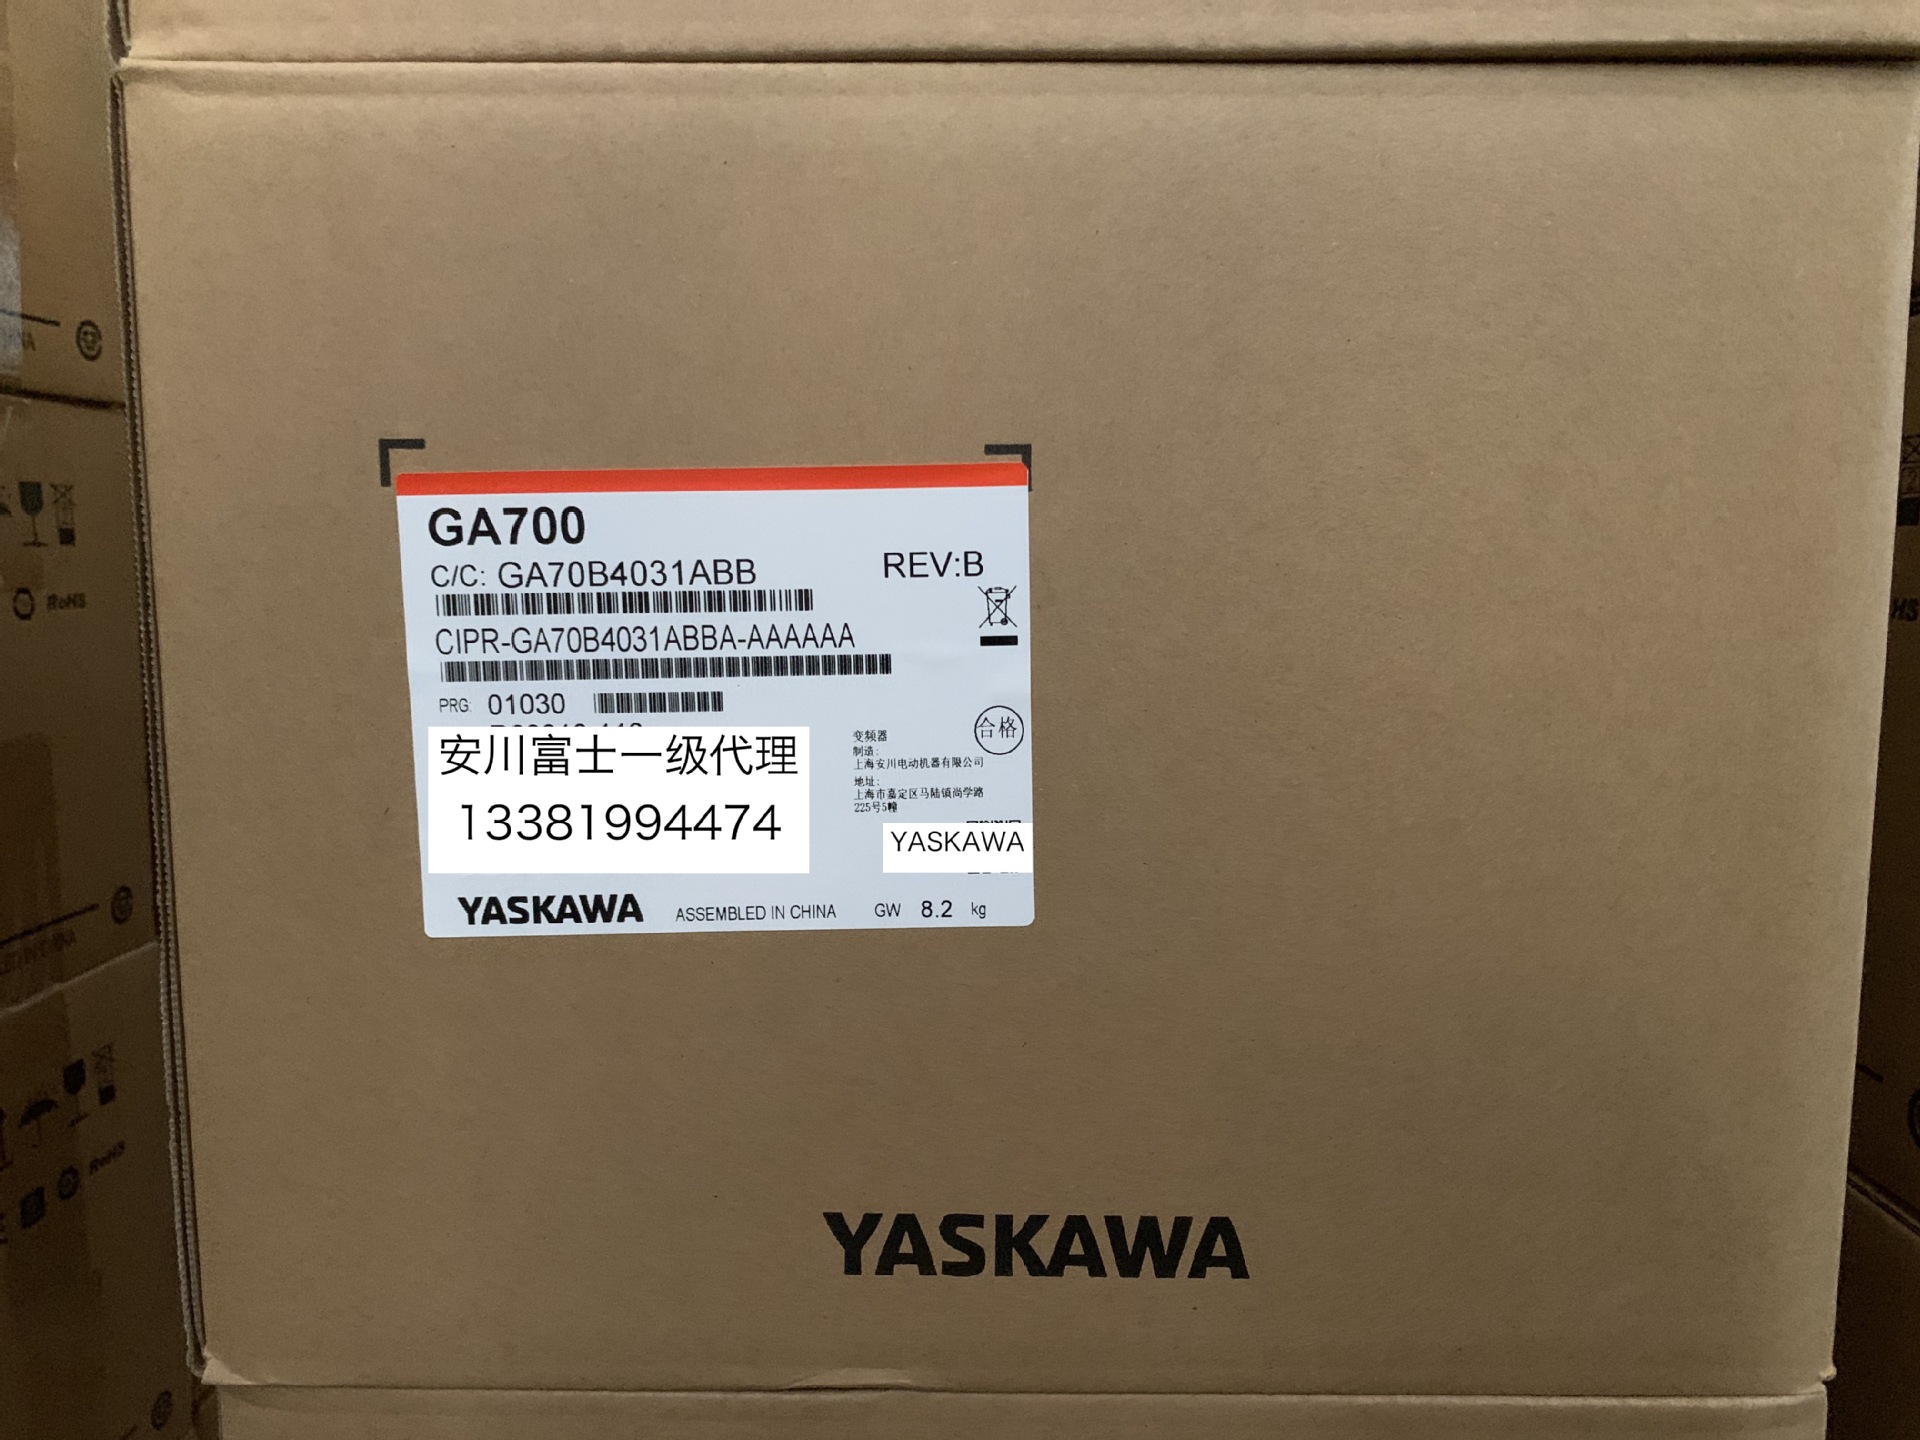 GA700
C/C: GA70B4031ABB
REV:B
CIPR-GA70B4031ABBA-AAAAAA
PRG: 01030
安川富士一级代理
13381994474
变频器
制造:
上海安川电动机器有限公司
地址:
上海市嘉定区马陆镇尚学路
225号5幢
合格
YASKAWA
YASKAWA ASSEMBLED IN CHINA GW 8.2 kg
YASKAWA
RoHS
RoHS